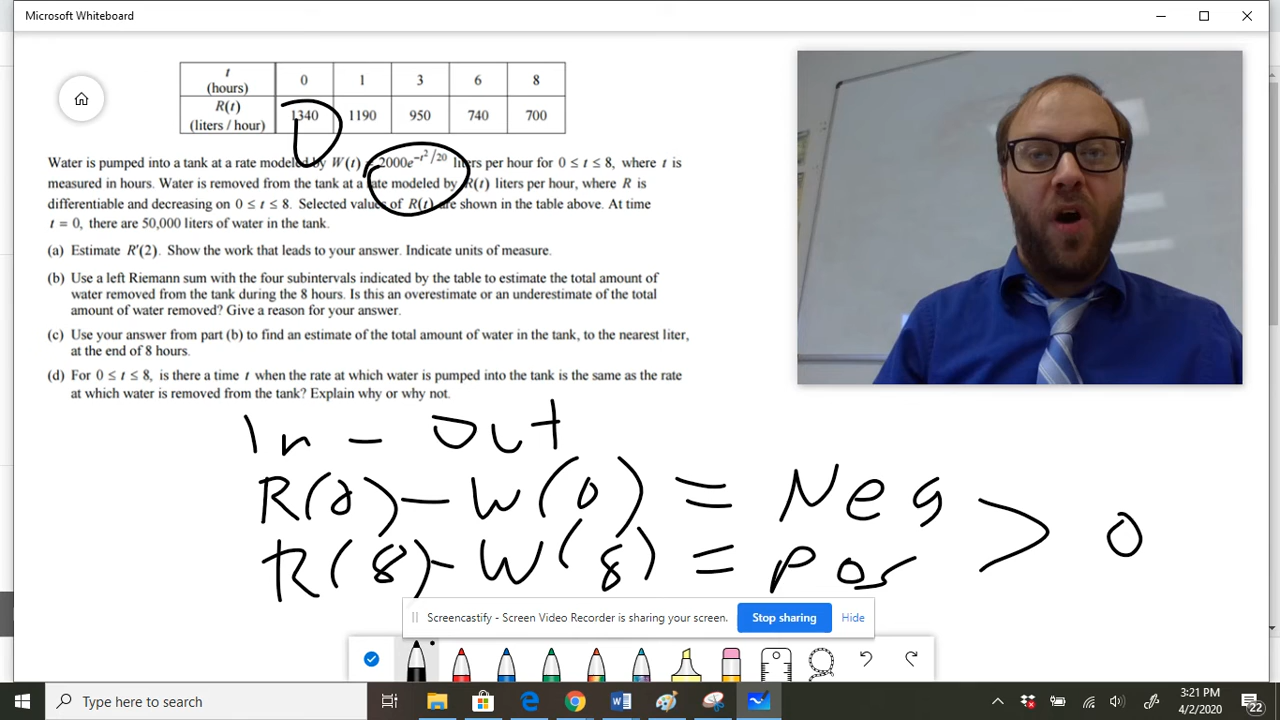 Microsoft Whiteboard
t
(hours) 0 1 3 6 8
R(t)
(liters / hour) 1340 1190 950 740 700
Water is pumped into a tank at a rate modeled by W(t) = 2000e^{-t²/20} liters per hour for 0 ≤ t ≤ 8, where t is
measured in hours. Water is removed from the tank at a rate modeled by R(t) liters per hour, where R is
differentiable and decreasing on 0 ≤ t ≤ 8. Selected values of R(t) are shown in the table above. At time
t = 0, there are 50,000 liters of water in the tank.
(a) Estimate R′(2). Show the work that leads to your answer. Indicate units of measure.
(b) Use a left Riemann sum with the four subintervals indicated by the table to estimate the total amount of
water removed from the tank during the 8 hours. Is this an overestimate or an underestimate of the total
amount of water removed? Give a reason for your answer.
(c) Use your answer from part (b) to find an estimate of the total amount of water in the tank, to the nearest liter,
at the end of 8 hours.
(d) For 0 ≤ t ≤ 8, is there a time t when the rate at which water is pumped into the tank is the same as the rate
at which water is removed from the tank? Explain why or why not.
In - Out
R(0) - W(0) = Neg
R(8) - W(8) = Pos > 0
Screencastify - Screen Video Recorder is sharing your screen. Stop sharing Hide
Type here to search
3:21 PM
4/2/2020
22